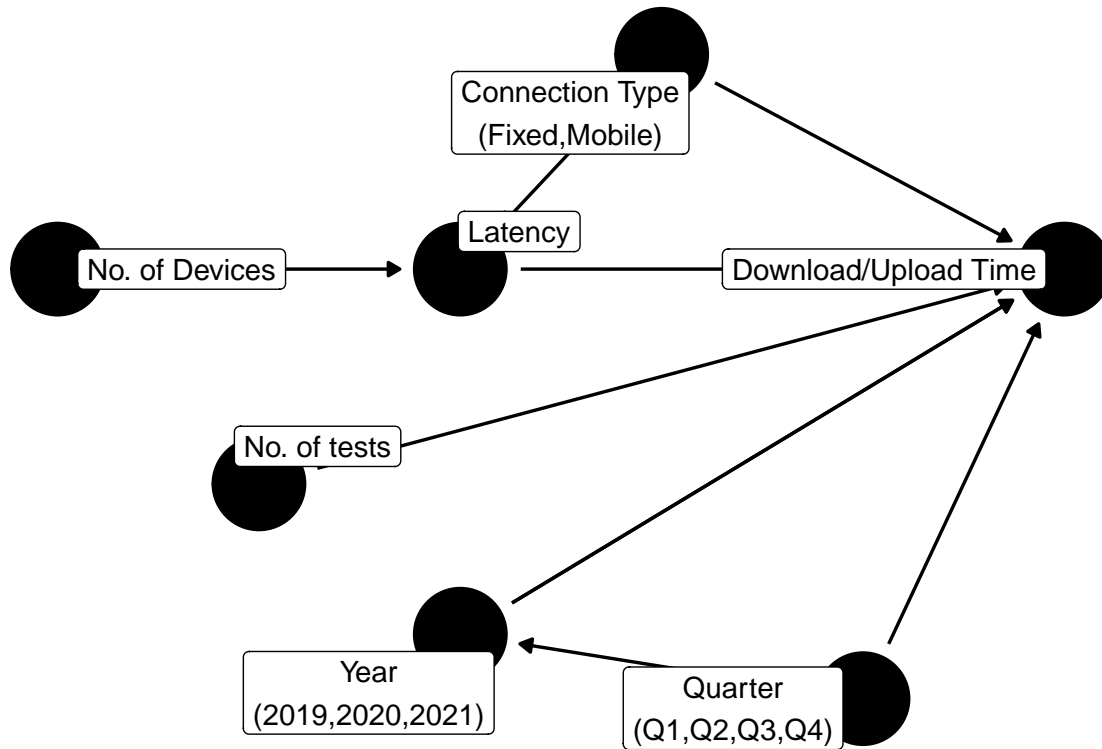 Connection Type
(Fixed,Mobile)
Latency
No. of Devices
Download/Upload Time
No. of tests
Year
(2019,2020,2021)
Quarter
(Q1,Q2,Q3,Q4)